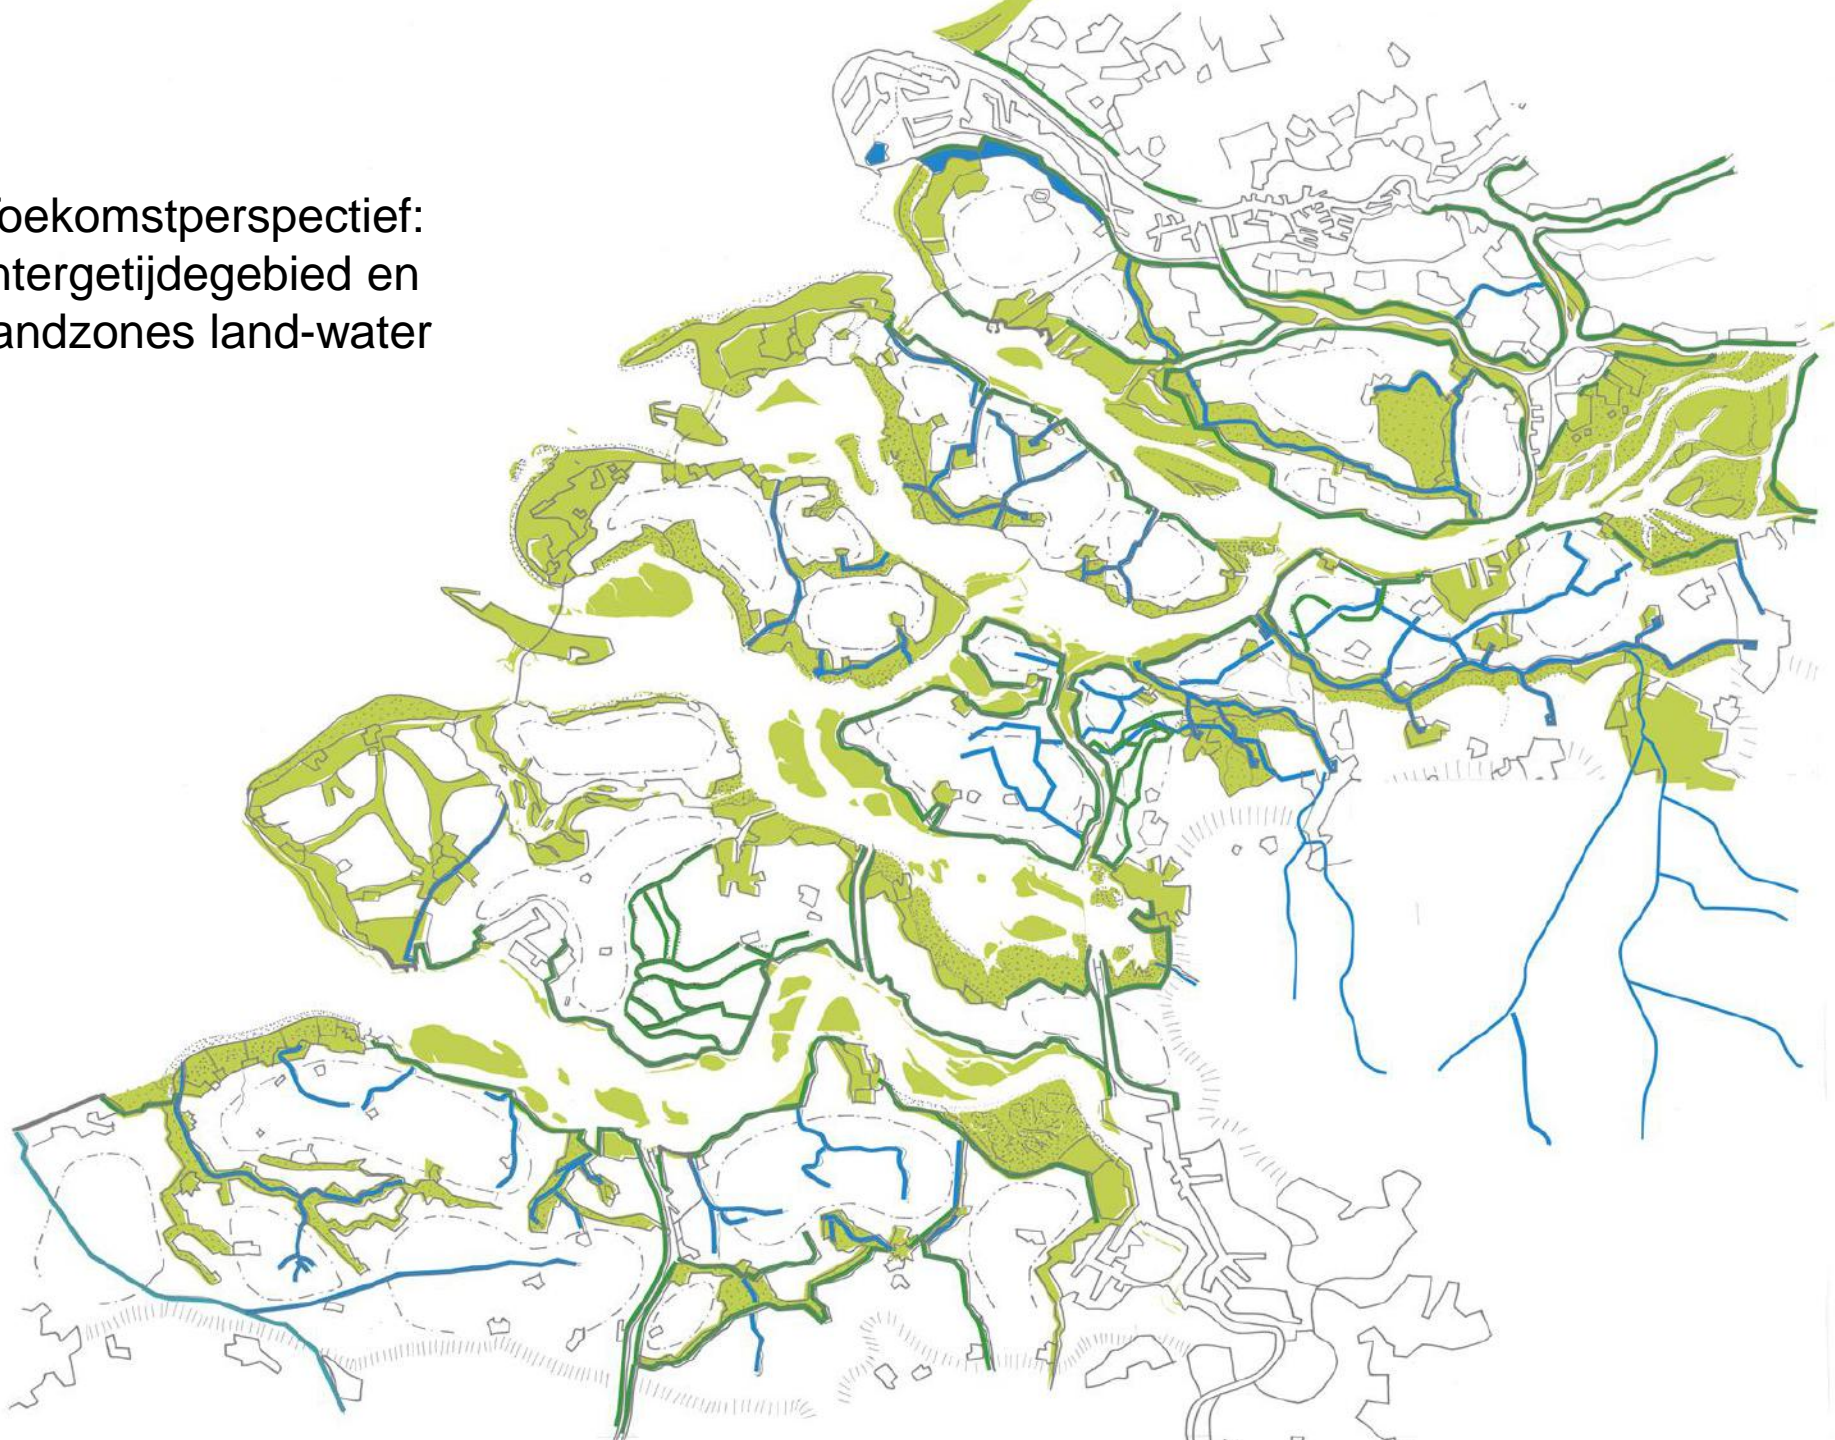 oekomstperspectief:
ntergetijdegebied en
andzones land-water